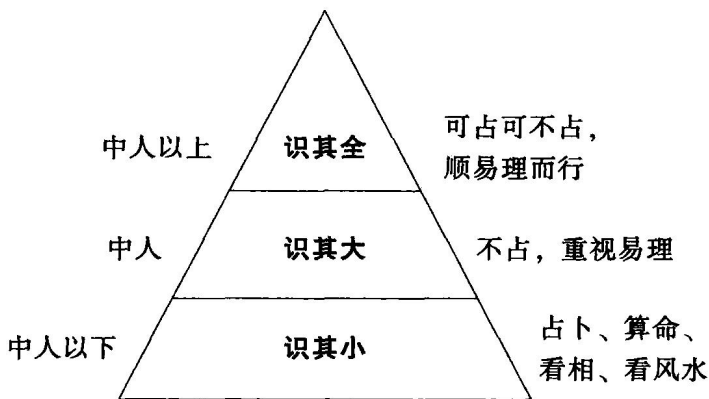 中人以上
识其全
可占可不占，
顺易理而行
中人
识其大
不占，重视易理
中人以下
识其小
占卜、算命、
看相、看风水